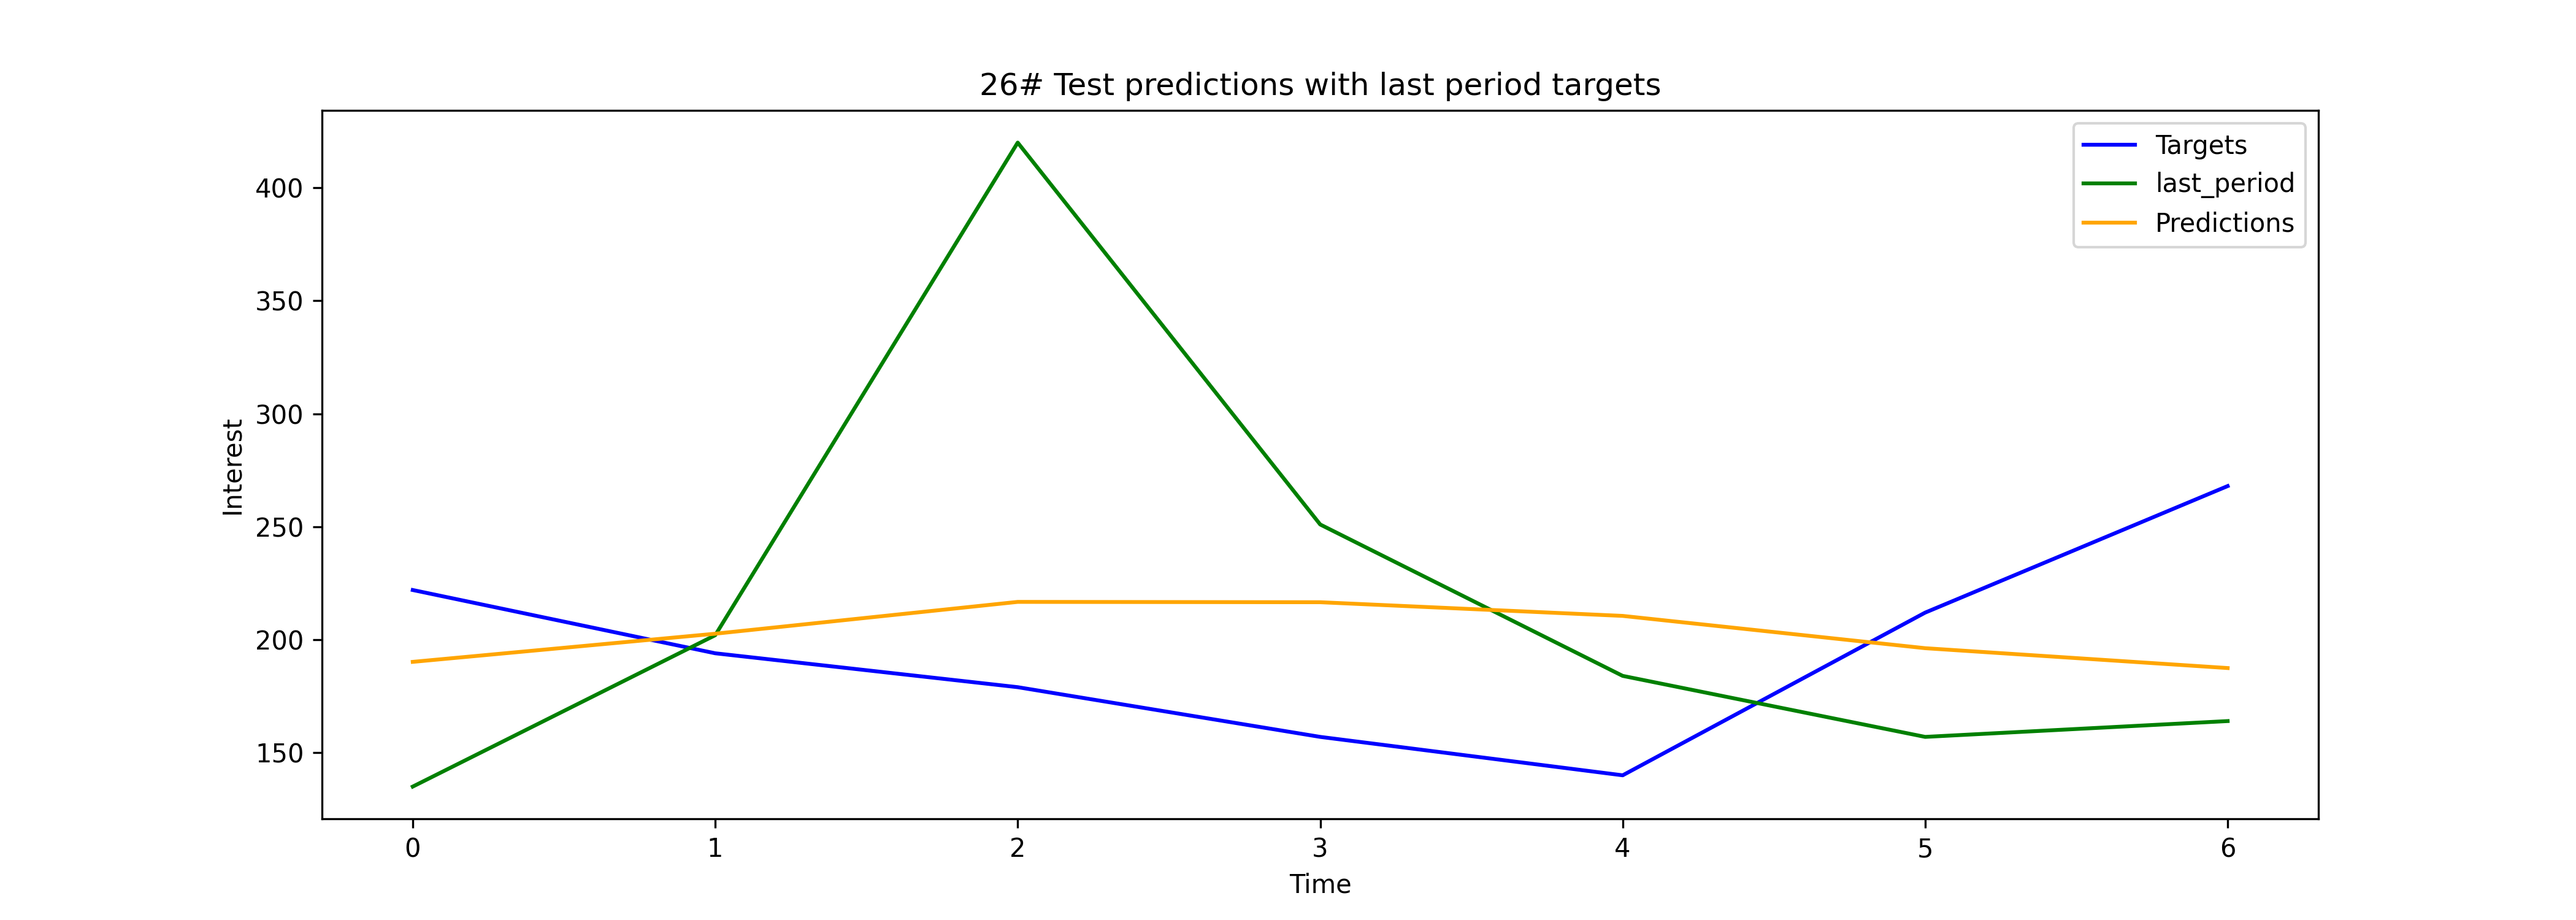 26# Test predictions with last period targets
Targets
last_period
Predictions
Interest
400
350
300
250
200
150
0 1 2 3 4 5 6
Time